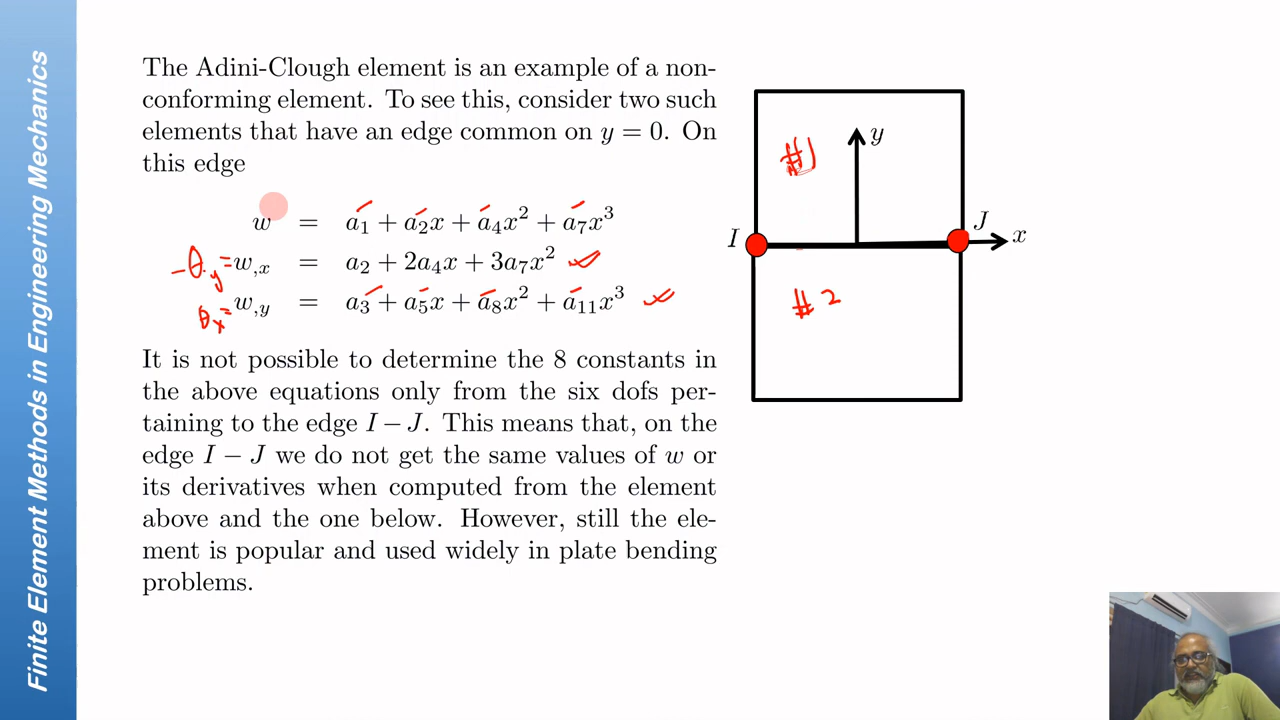 Finite Element Methods in Engineering Mechanics
The Adini-Clough element is an example of a non-
conforming element. To see this, consider two such
elements that have an edge common on y = 0. On
this edge
w = a₁ + a₂x + a₄x² + a₇x³
-θy = w,x = a₂ + 2a₄x + 3a₇x²
θx = w,y = a₃ + a₅x + a₈x² + a₁₁x³
It is not possible to determine the 8 constants in
the above equations only from the six dofs per-
taining to the edge I − J. This means that, on the
edge I − J we do not get the same values of w or
its derivatives when computed from the element
above and the one below. However, still the ele-
ment is popular and used widely in plate bending
problems.
#1
y
I
J
x
#2